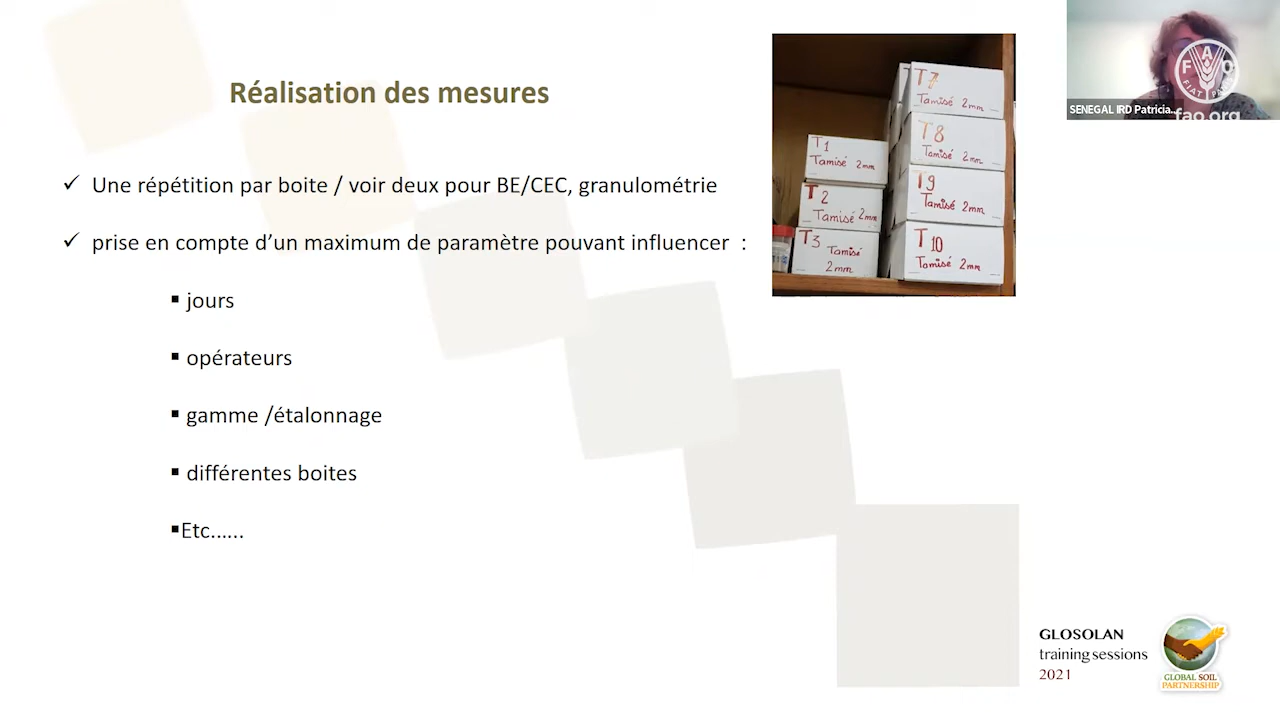 Réalisation des mesures
✓ Une répétition par boite / voir deux pour BE/CEC, granulométrie
✓ prise en compte d’un maximum de paramètre pouvant influencer :
▪ jours
▪ opérateurs
▪ gamme /étalonnage
▪ différentes boites
▪Etc......
T1
Tamisé 2mm
T2
Tamisé 2mm
T3 Tamisé
2mm
T7
Tamisé 2mm
T8
Tamisé 2mm
T9
Tamisé 2mm
T10
Tamisé 2mm
F A O
FIAT
fao.org
SENEGAL IRD Patricia...
GLOSOLAN
training sessions
2021
GLOBAL SOIL
PARTNERSHIP